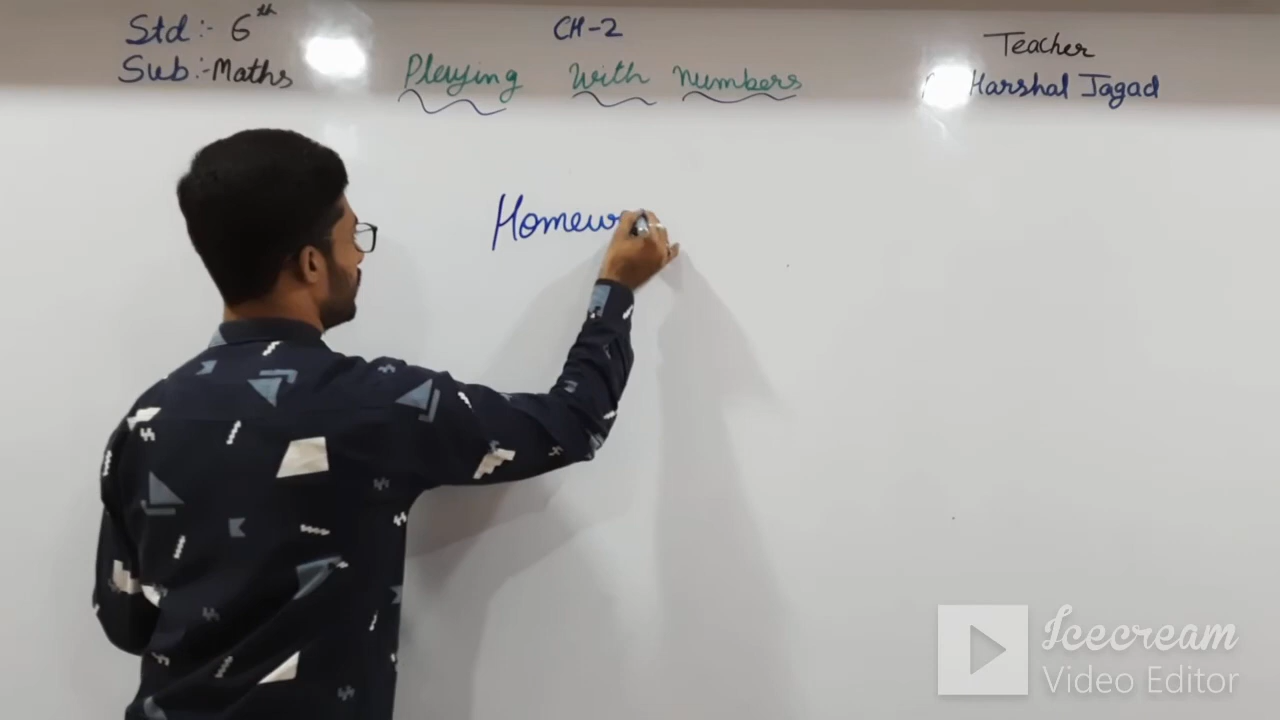 Std:- 6th
CH-2
Teacher
Sub:-Maths
Playing With numbers
Harshal Jagad
Homew
Icecream
Video Editor